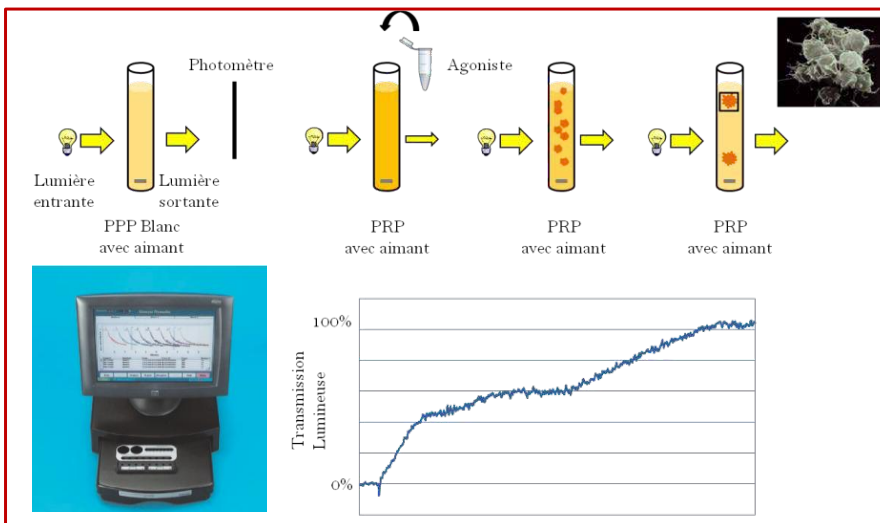 Photomètre
Agoniste
Lumière
entrante
Lumière
sortante
PPP Blanc
avec aimant
PRP
avec aimant
PRP
avec aimant
PRP
avec aimant
100%
0%
Transmission
Lumineuse